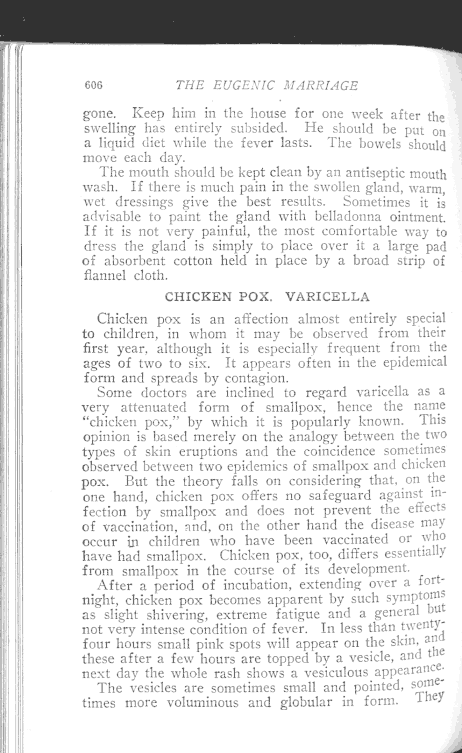 606 THE EUGENIC MARRIAGE
gone. Keep him in the house for one week after the
swelling has entirely subsided. He should be put on
a liquid diet while the fever lasts. The bowels should
move each day.
The mouth should be kept clean by an antiseptic mouth
wash. If there is much pain in the swollen gland, warm,
wet dressings give the best results. Sometimes it is
advisable to paint the gland with belladonna ointment.
If it is not very painful, the most comfortable way to
dress the gland is simply to place over it a large pad
of absorbent cotton held in place by a broad strip of
flannel cloth.
CHICKEN POX. VARICELLA
Chicken pox is an affection almost entirely special
to children, in whom it may be observed from their
first year, although it is especially frequent from the
ages of two to six. It appears often in the epidemical
form and spreads by contagion.
Some doctors are inclined to regard varicella as a
very attenuated form of smallpox, hence the name
“chicken pox,” by which it is popularly known. This
opinion is based merely on the analogy between the two
types of skin eruptions and the coincidence sometimes
observed between two epidemics of smallpox and chicken
pox. But the theory falls on considering that, on the
one hand, chicken pox offers no safeguard against in-
fection by smallpox and does not prevent the effects
of vaccination, and, on the other hand the disease may
occur in children who have been vaccinated or who
have had smallpox. Chicken pox, too, differs essentially
from smallpox in the course of its development.
After a period of incubation, extending over a fort-
night, chicken pox becomes apparent by such symptoms
as slight shivering, extreme fatigue and a general but
not very intense condition of fever. In less than twenty-
four hours small pink spots will appear on the skin, and
these after a few hours are topped by a vesicle, and the
next day the whole rash shows a vesiculous appearance.
The vesicles are sometimes small and pointed, some-
times more voluminous and globular in form. They